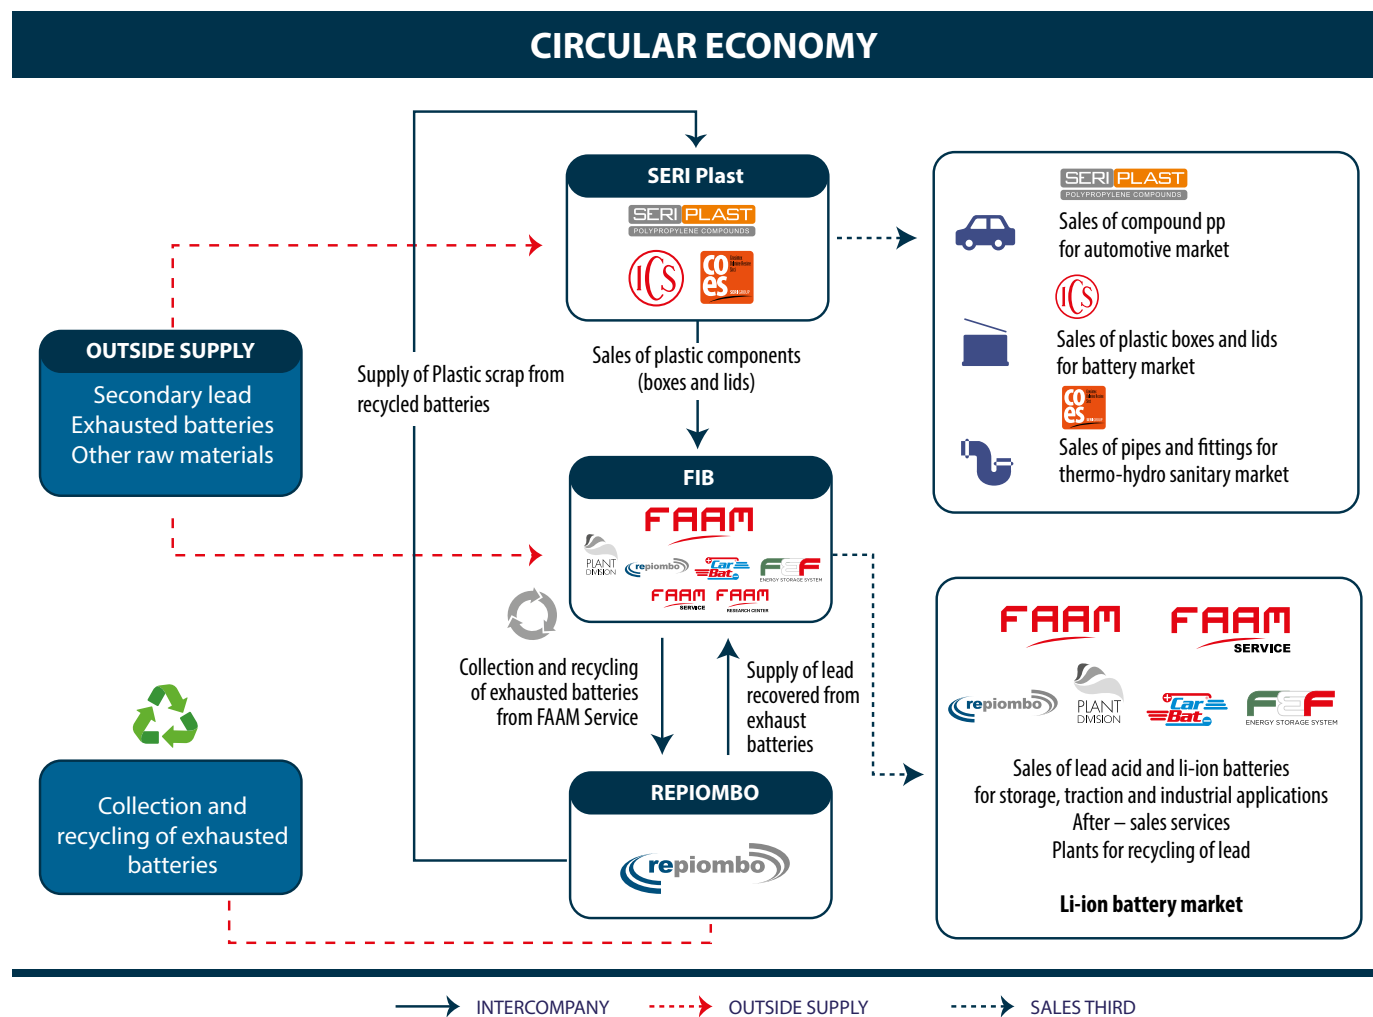 CIRCULAR ECONOMY
SERI Plast
SERI PLAST
POLYPROPYLENE COMPOUNDS
ICS
co
es
SERI GROUP
OUTSIDE SUPPLY
Secondary lead
Exhausted batteries
Other raw materials
Supply of Plastic scrap from
recycled batteries
Sales of plastic components
(boxes and lids)
SERI PLAST
POLYPROPYLENE COMPOUNDS
Sales of compound pp
for automotive market
ICS
Sales of plastic boxes and lids
for battery market
co
es
Sales of pipes and fittings for
thermo-hydro sanitary market
FIB
FAAM
PLANT
DIVISION
repiombo
Car
Bat
F&F
ENERGY STORAGE SYSTEM
FAAM
SERVICE
FAAM
RESEARCH CENTER
Collection and recycling
of exhausted batteries
from FAAM Service
Supply of lead
recovered from
exhaust
batteries
REPIOMBO
repiombo
Collection and
recycling of exhausted
batteries
FAAM
FAAM
SERVICE
repiombo
PLANT
DIVISION
Car
Bat
F&F
ENERGY STORAGE SYSTEM
Sales of lead acid and li-ion batteries
for storage, traction and industrial applications
After – sales services
Plants for recycling of lead
Li-ion battery market
INTERCOMPANY
OUTSIDE SUPPLY
SALES THIRD